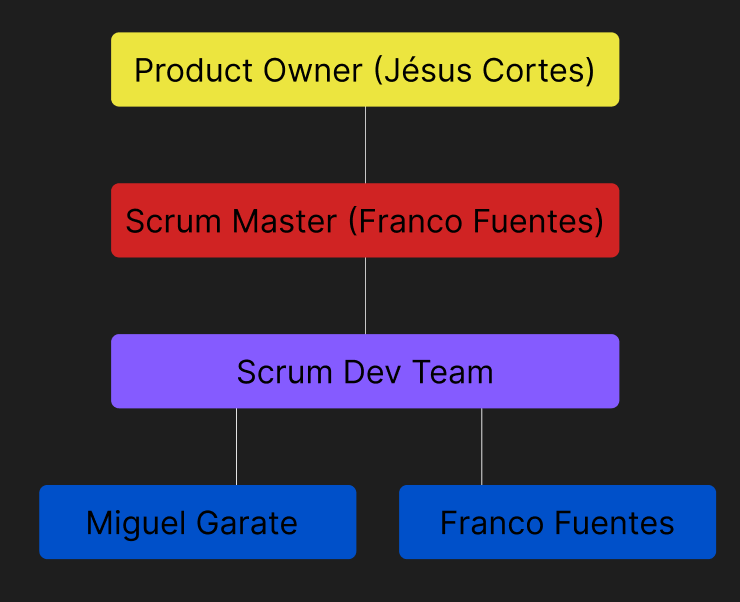 Product Owner (Jésus Cortes)
Scrum Master (Franco Fuentes)
Scrum Dev Team
Miguel Garate
Franco Fuentes